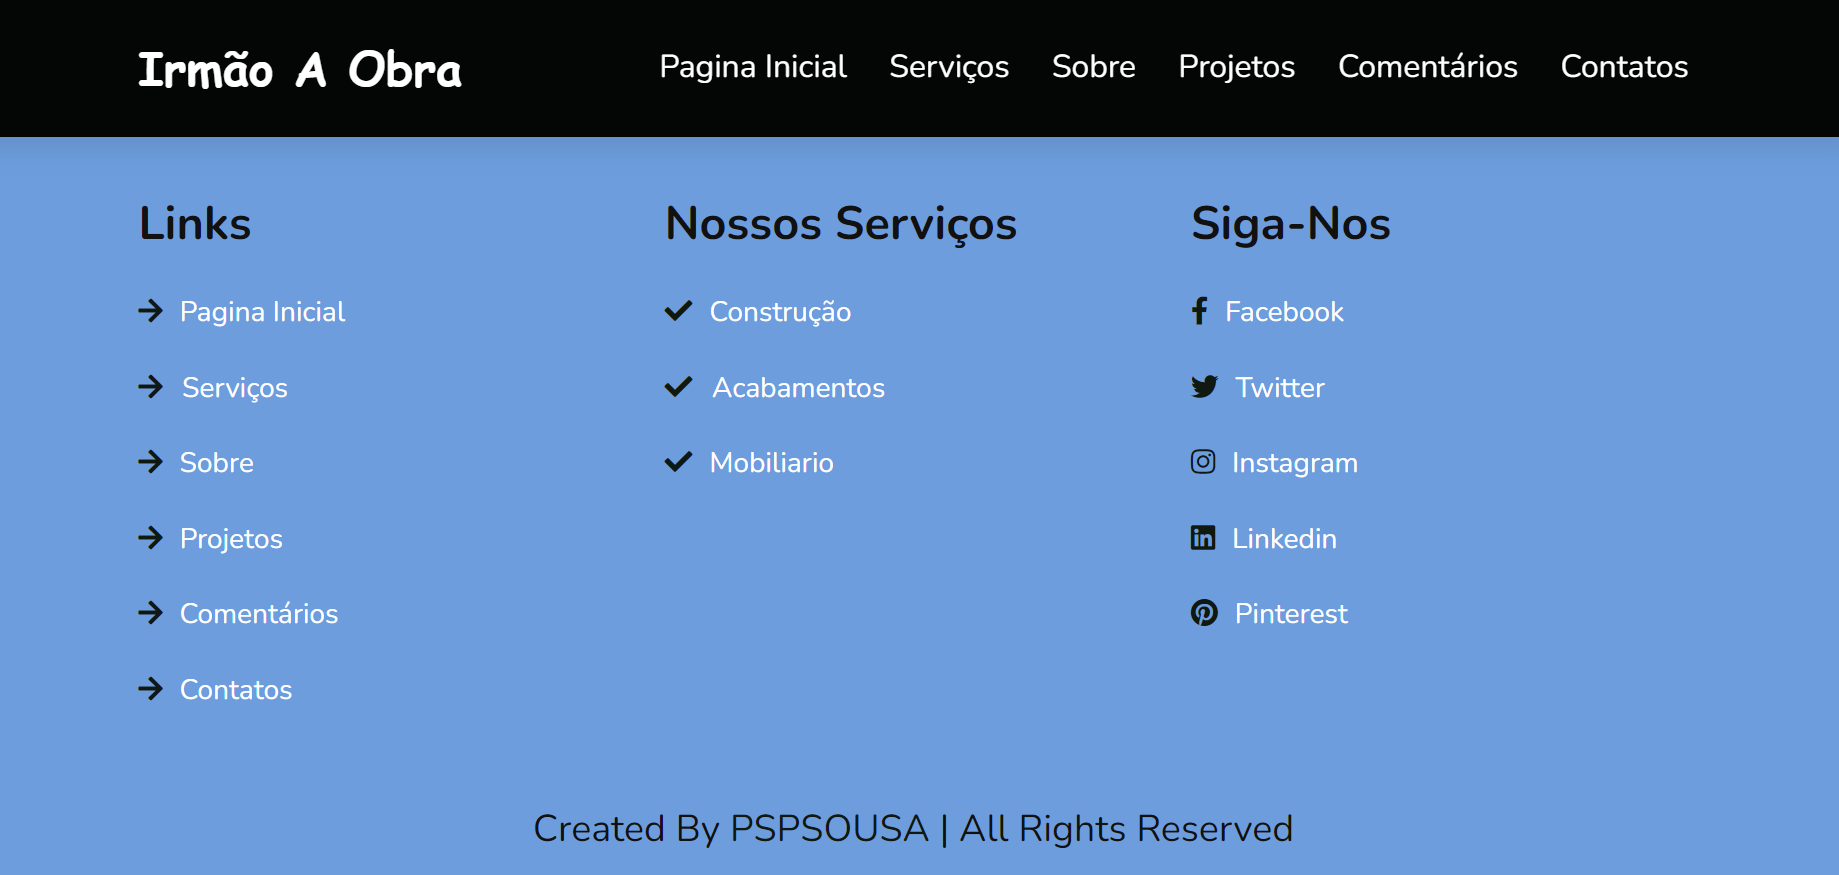 Irmão A Obra
Pagina Inicial Serviços Sobre Projetos Comentários Contatos
Links
Pagina Inicial
Serviços
Sobre
Projetos
Comentários
Contatos
Nossos Serviços
Construção
Acabamentos
Mobiliario
Siga-Nos
Facebook
Twitter
Instagram
Linkedin
Pinterest
Created By PSPSOUSA | All Rights Reserved